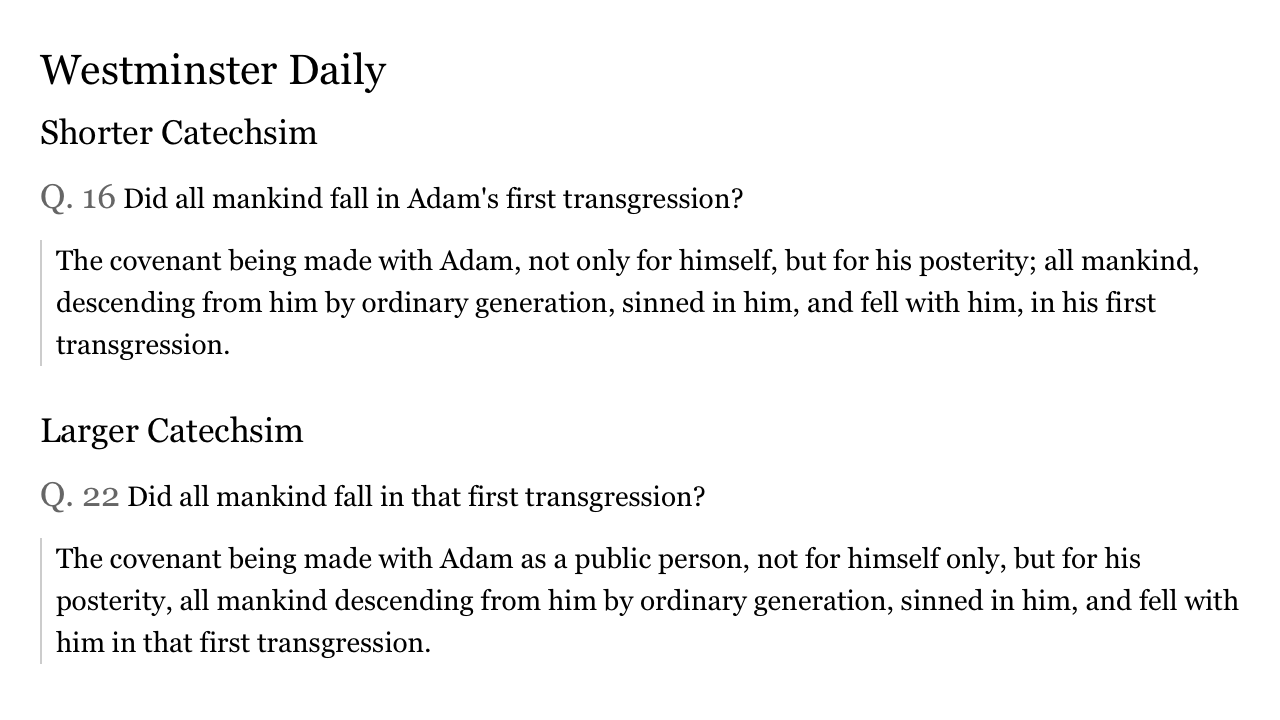 Westminster Daily
Shorter Catechsim
Q. 16 Did all mankind fall in Adam's first transgression?
The covenant being made with Adam, not only for himself, but for his posterity; all mankind,
descending from him by ordinary generation, sinned in him, and fell with him, in his first
transgression.
Larger Catechsim
Q. 22 Did all mankind fall in that first transgression?
The covenant being made with Adam as a public person, not for himself only, but for his
posterity, all mankind descending from him by ordinary generation, sinned in him, and fell with
him in that first transgression.